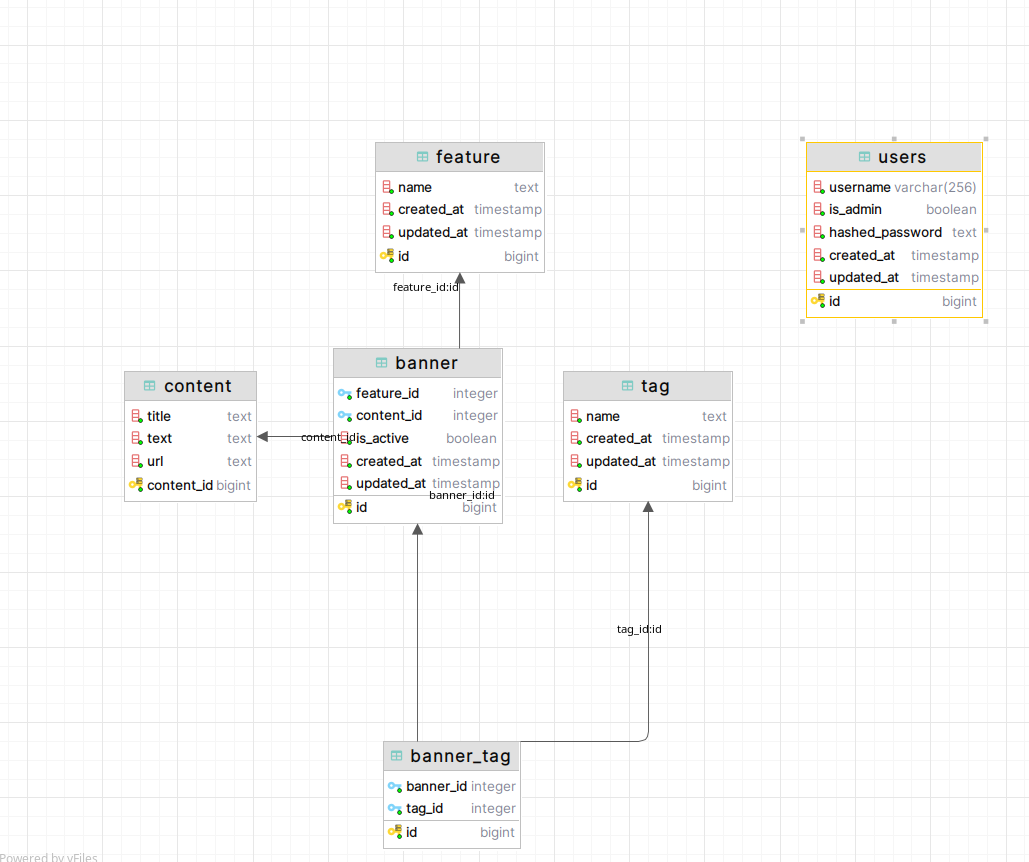 feature
name text
created_at timestamp
updated_at timestamp
id bigint
users
username varchar(256)
is_admin boolean
hashed_password text
created_at timestamp
updated_at timestamp
id bigint
feature_id:id
banner
feature_id integer
content_id integer
is_active boolean
created_at timestamp
updated_at timestamp
id bigint
content
title text
text text
url text
content_id bigint
content_id
banner_id:id
tag
name text
created_at timestamp
updated_at timestamp
id bigint
tag_id:id
banner_tag
banner_id integer
tag_id integer
id bigint
Powered by yFiles